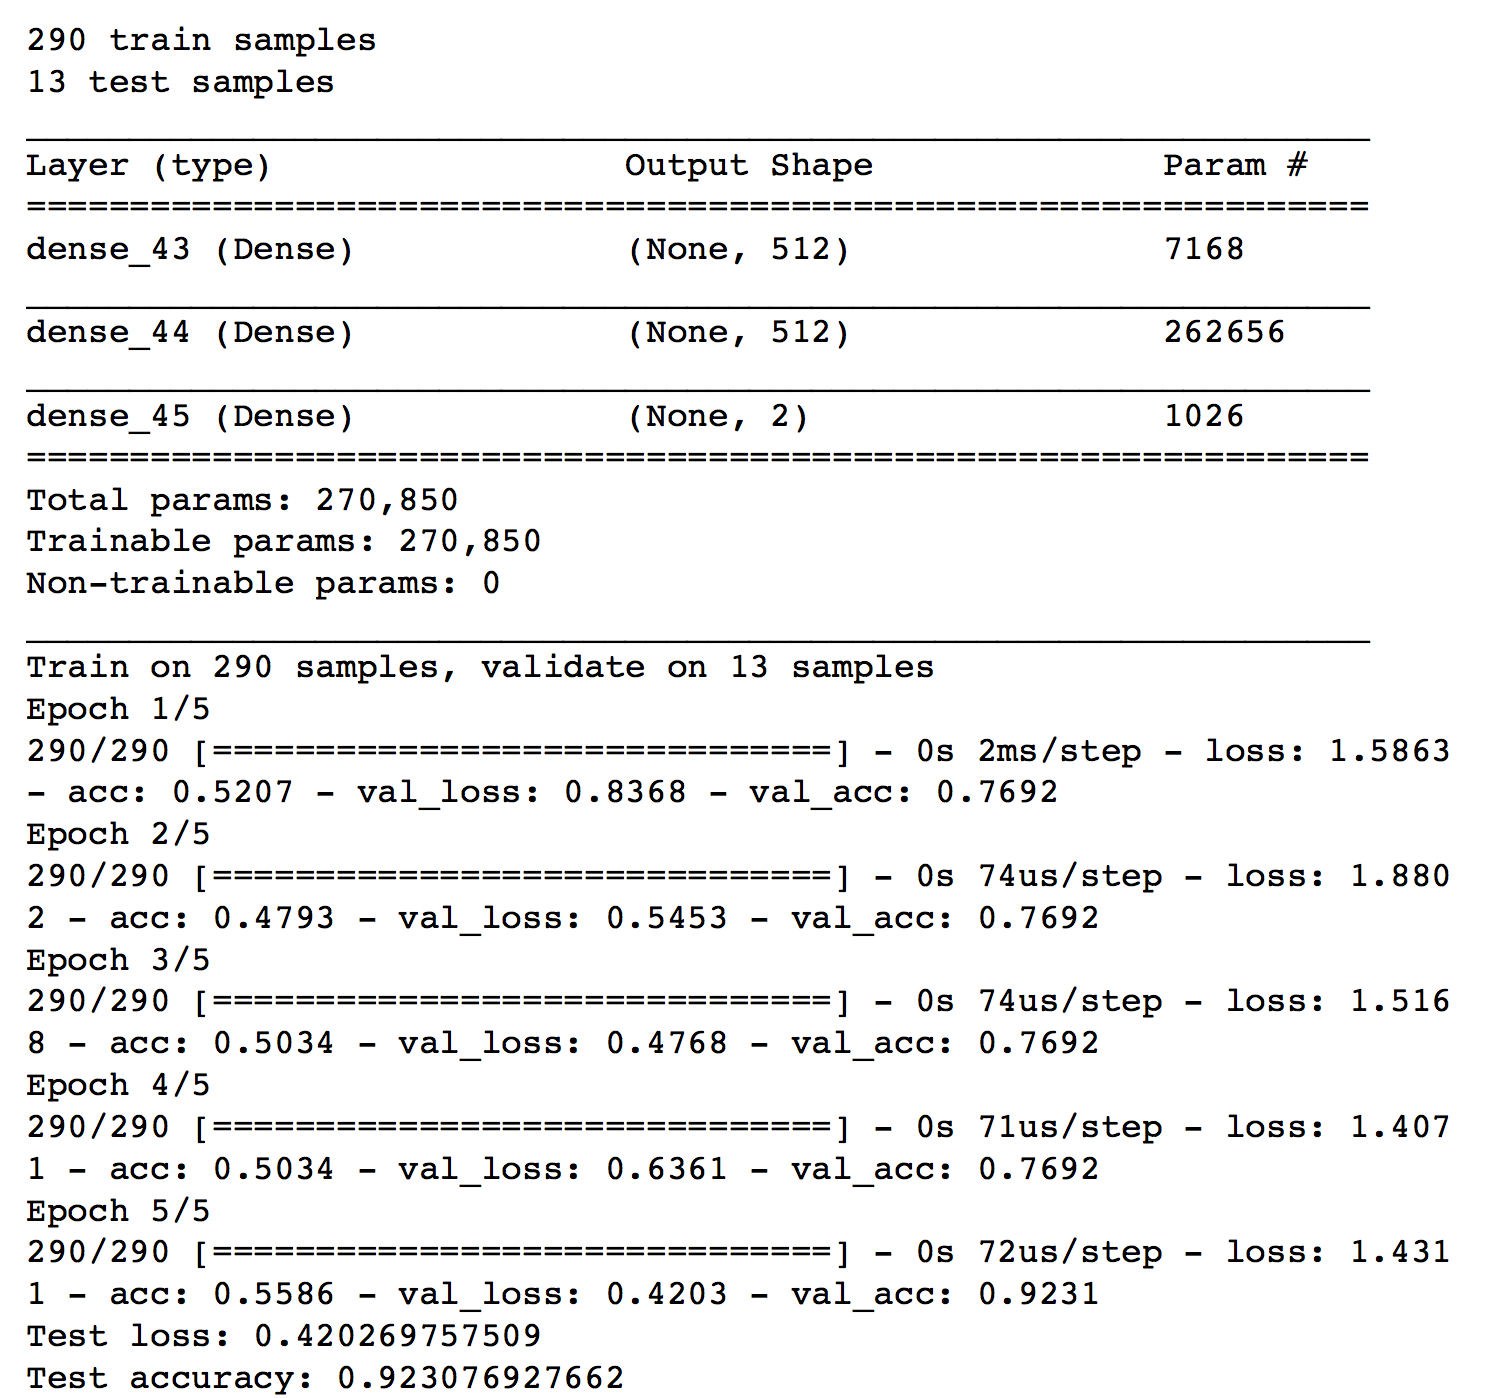 290 train samples
13 test samples
_________________________________________________________________
Layer (type)                 Output Shape              Param #
=================================================================
dense_43 (Dense)             (None, 512)               7168
_________________________________________________________________
dense_44 (Dense)             (None, 512)               262656
_________________________________________________________________
dense_45 (Dense)             (None, 2)                 1026
=================================================================
Total params: 270,850
Trainable params: 270,850
Non-trainable params: 0
_________________________________________________________________
Train on 290 samples, validate on 13 samples
Epoch 1/5
290/290 [==============================] - 0s 2ms/step - loss: 1.5863
- acc: 0.5207 - val_loss: 0.8368 - val_acc: 0.7692
Epoch 2/5
290/290 [==============================] - 0s 74us/step - loss: 1.880
2 - acc: 0.4793 - val_loss: 0.5453 - val_acc: 0.7692
Epoch 3/5
290/290 [==============================] - 0s 74us/step - loss: 1.516
8 - acc: 0.5034 - val_loss: 0.4768 - val_acc: 0.7692
Epoch 4/5
290/290 [==============================] - 0s 71us/step - loss: 1.407
1 - acc: 0.5034 - val_loss: 0.6361 - val_acc: 0.7692
Epoch 5/5
290/290 [==============================] - 0s 72us/step - loss: 1.431
1 - acc: 0.5586 - val_loss: 0.4203 - val_acc: 0.9231
Test loss: 0.420269757509
Test accuracy: 0.923076927662